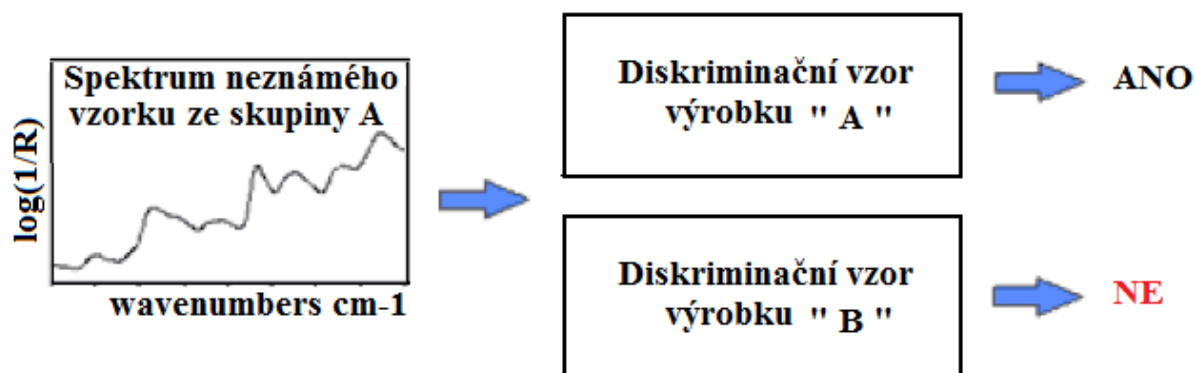 Spektrum neznámého
vzorku ze skupiny A
log(1/R)
wavenumbers cm-1
Diskriminační vzor
výrobku " A "
ANO
Diskriminační vzor
výrobku " B "
NE